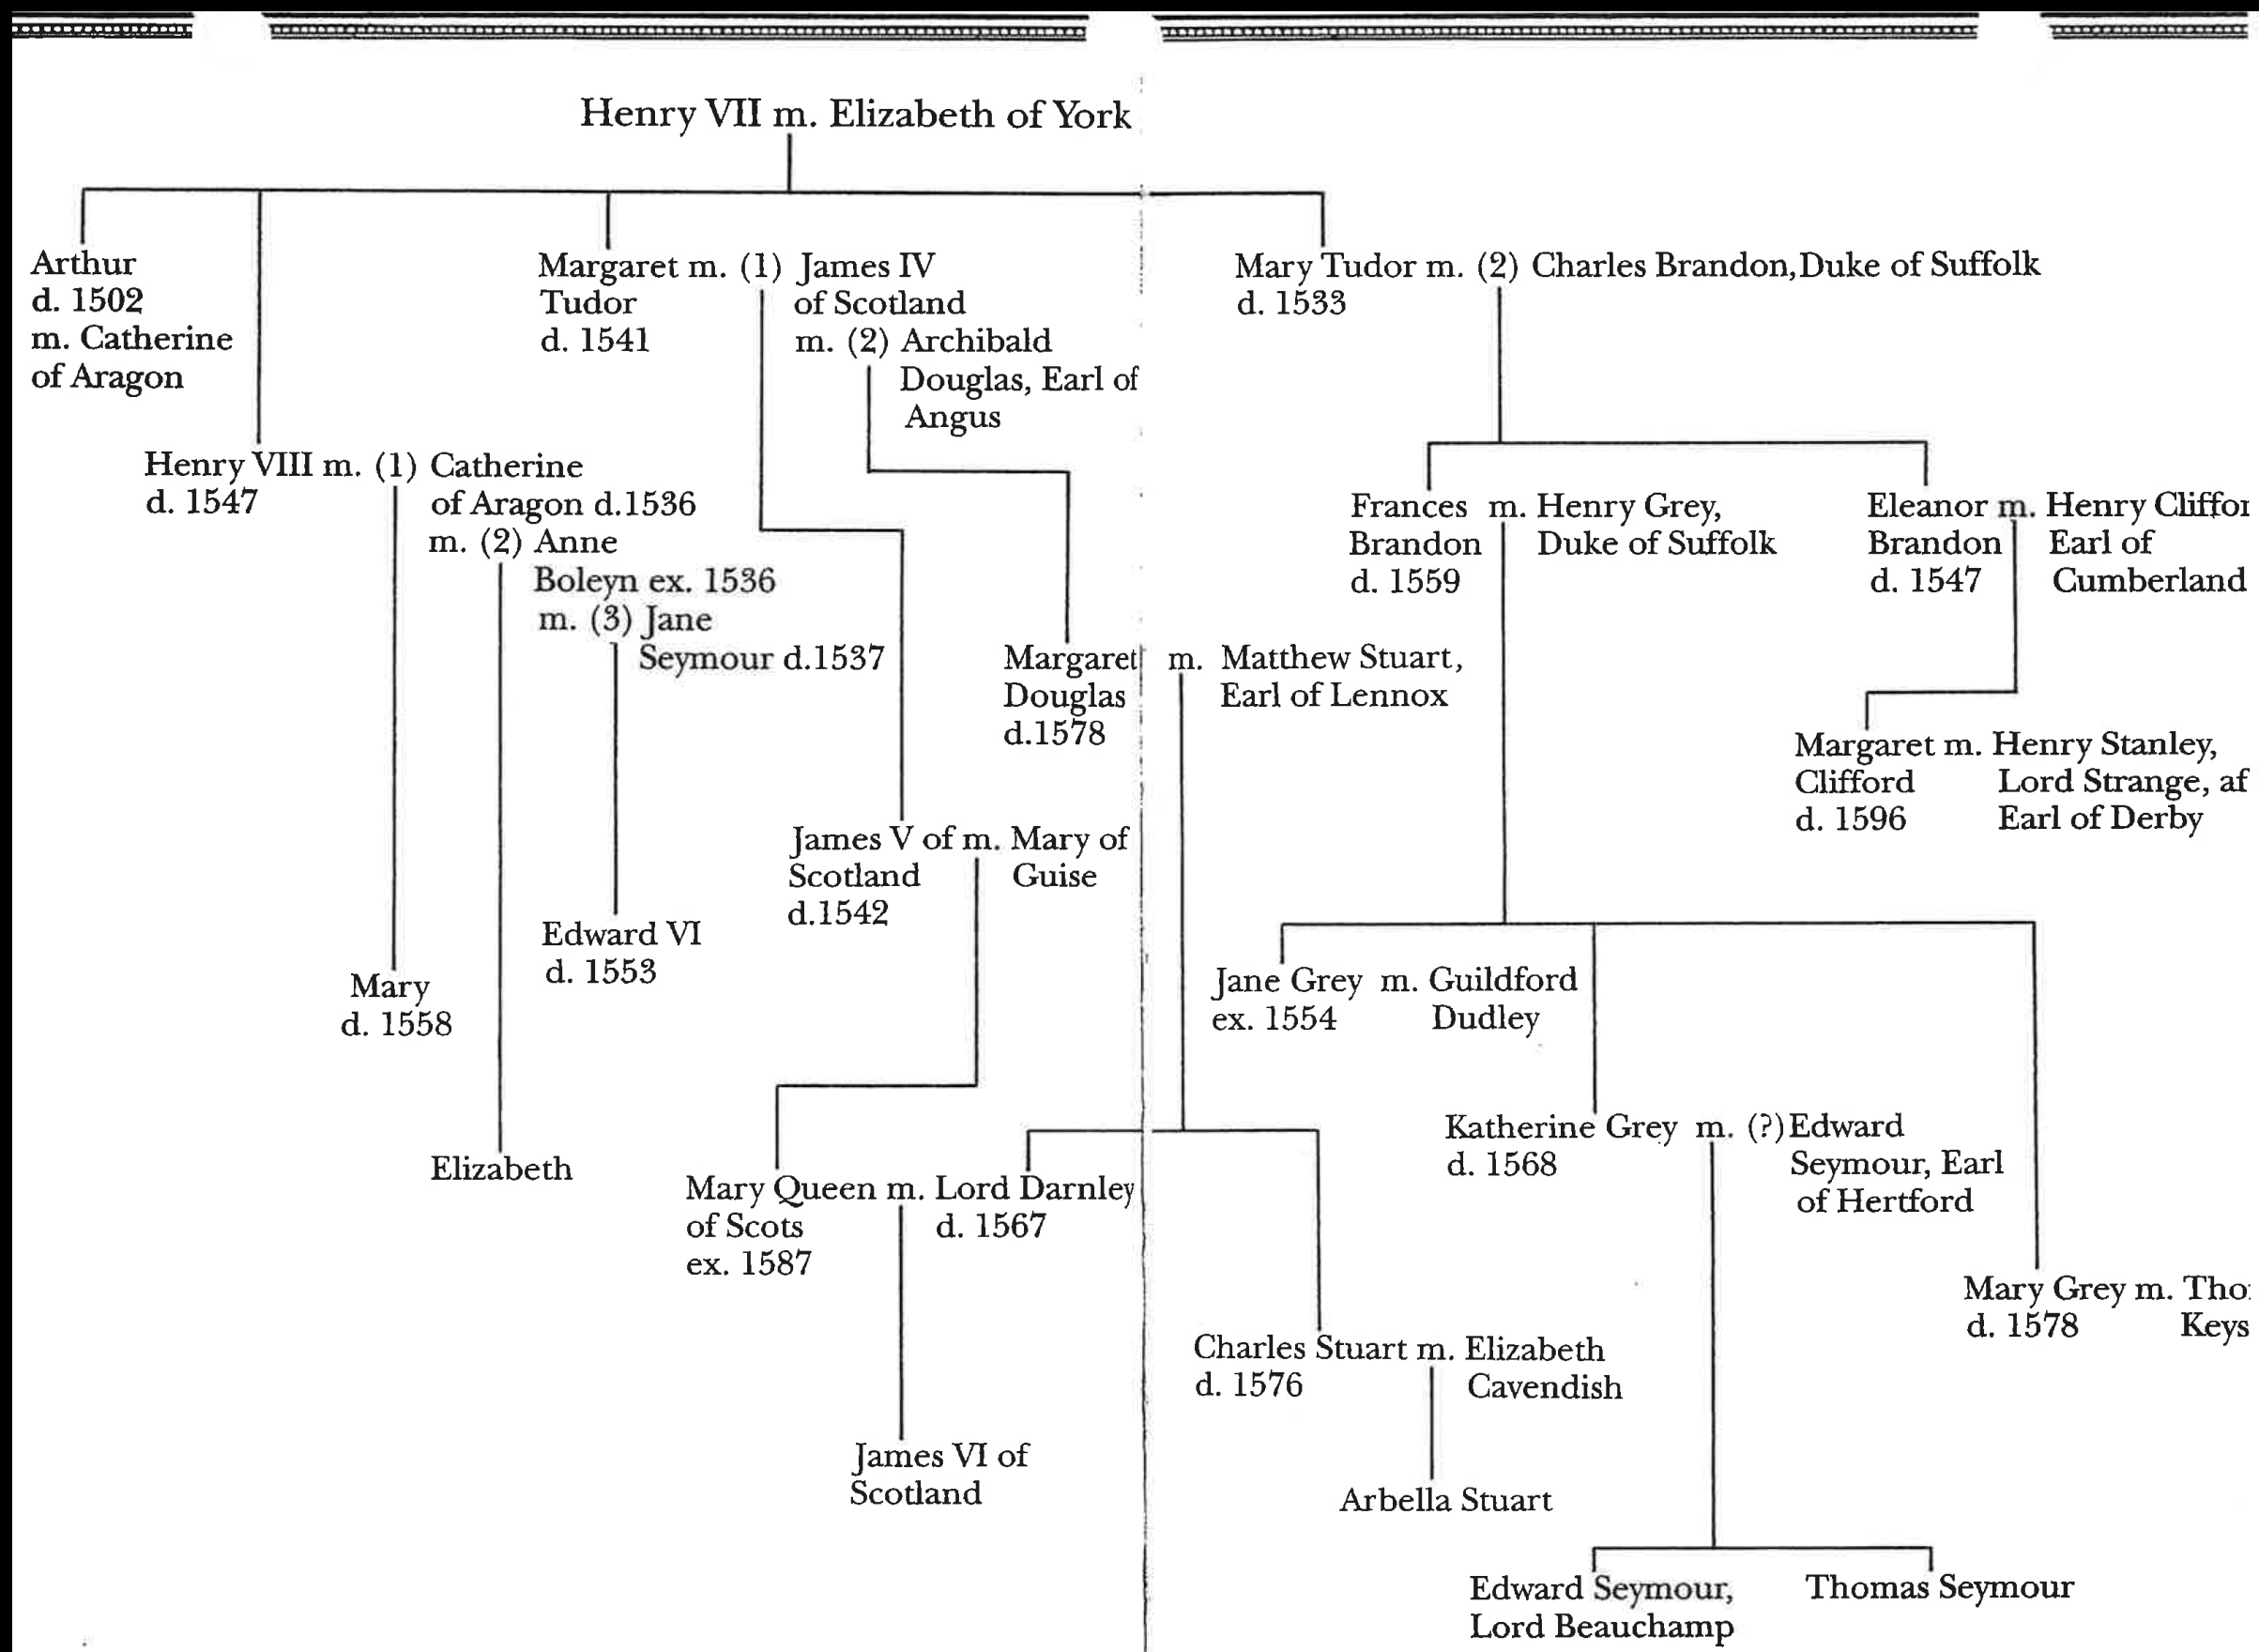 Henry VII m. Elizabeth of York
Arthur
d. 1502
m. Catherine
of Aragon
Henry VIII m. (1) Catherine
d. 1547
of Aragon d.1536
m. (2) Anne
Boleyn ex. 1536
m. (3) Jane
Seymour d.1537
Mary
d. 1558
Elizabeth
Edward VI
d. 1553
Margaret m. (1) James IV
Tudor
of Scotland
d. 1541
m. (2) Archibald
Douglas, Earl of
Angus
James V of m. Mary of
Scotland
Guise
d.1542
Margaret m. Matthew Stuart,
Douglas
Earl of Lennox
d.1578
Mary Queen m. Lord Darnley
of Scots
d. 1567
ex. 1587
James VI of
Scotland
Charles Stuart m. Elizabeth
d. 1576
Cavendish
Arbella Stuart
Mary Tudor m. (2) Charles Brandon, Duke of Suffolk
d. 1533
Frances m. Henry Grey,
Brandon
Duke of Suffolk
d. 1559
Eleanor m. Henry
Brandon
Earl of
d. 1547
Cumberland
Margaret m. Henry Stanley,
Clifford
Lord Strange,
d. 1596
Earl of Derby
Jane Grey m. Guildford
ex. 1554
Dudley
Katherine Grey m. (?) Edward
d. 1568
Seymour, Earl
of Hertford
Mary Grey m.
d. 1578
Keys
Edward Seymour,
Lord Beauchamp
Thomas Seymour